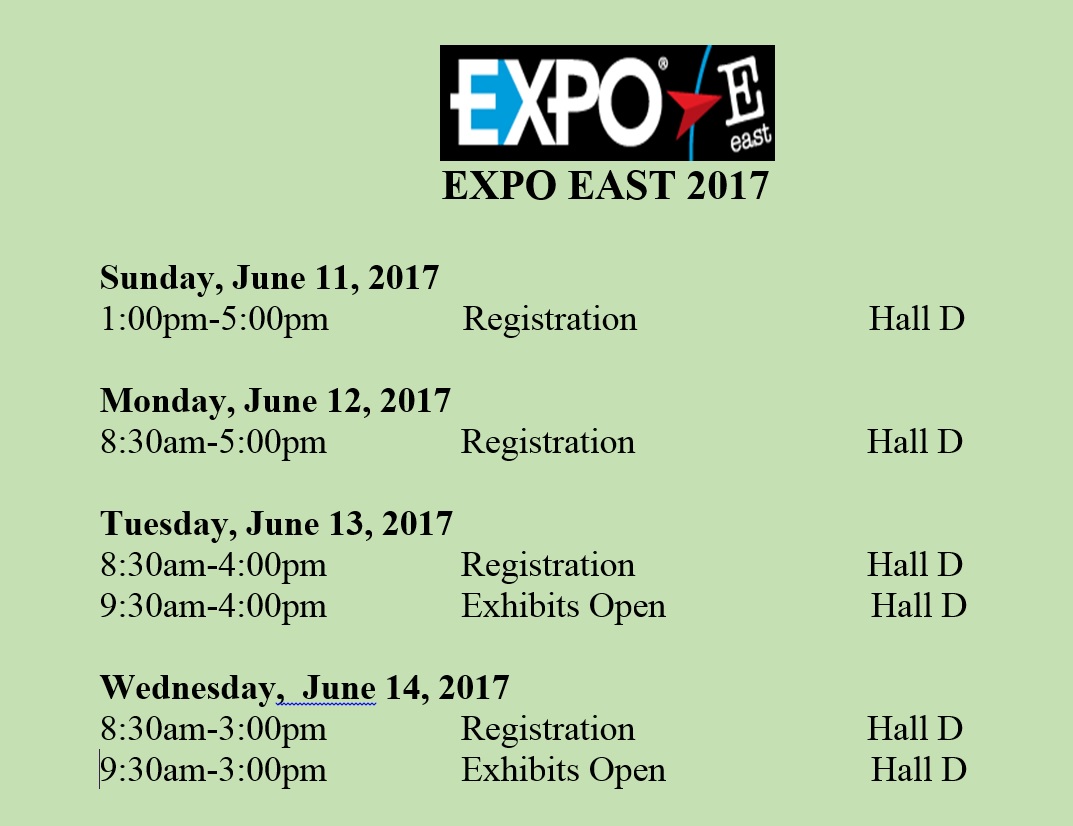 EXPO® E east
EXPO EAST 2017
Sunday, June 11, 2017
1:00pm-5:00pm Registration Hall D
Monday, June 12, 2017
8:30am-5:00pm Registration Hall D
Tuesday, June 13, 2017
8:30am-4:00pm Registration Hall D
9:30am-4:00pm Exhibits Open Hall D
Wednesday,  June 14, 2017
8:30am-3:00pm Registration Hall D
9:30am-3:00pm Exhibits Open Hall D